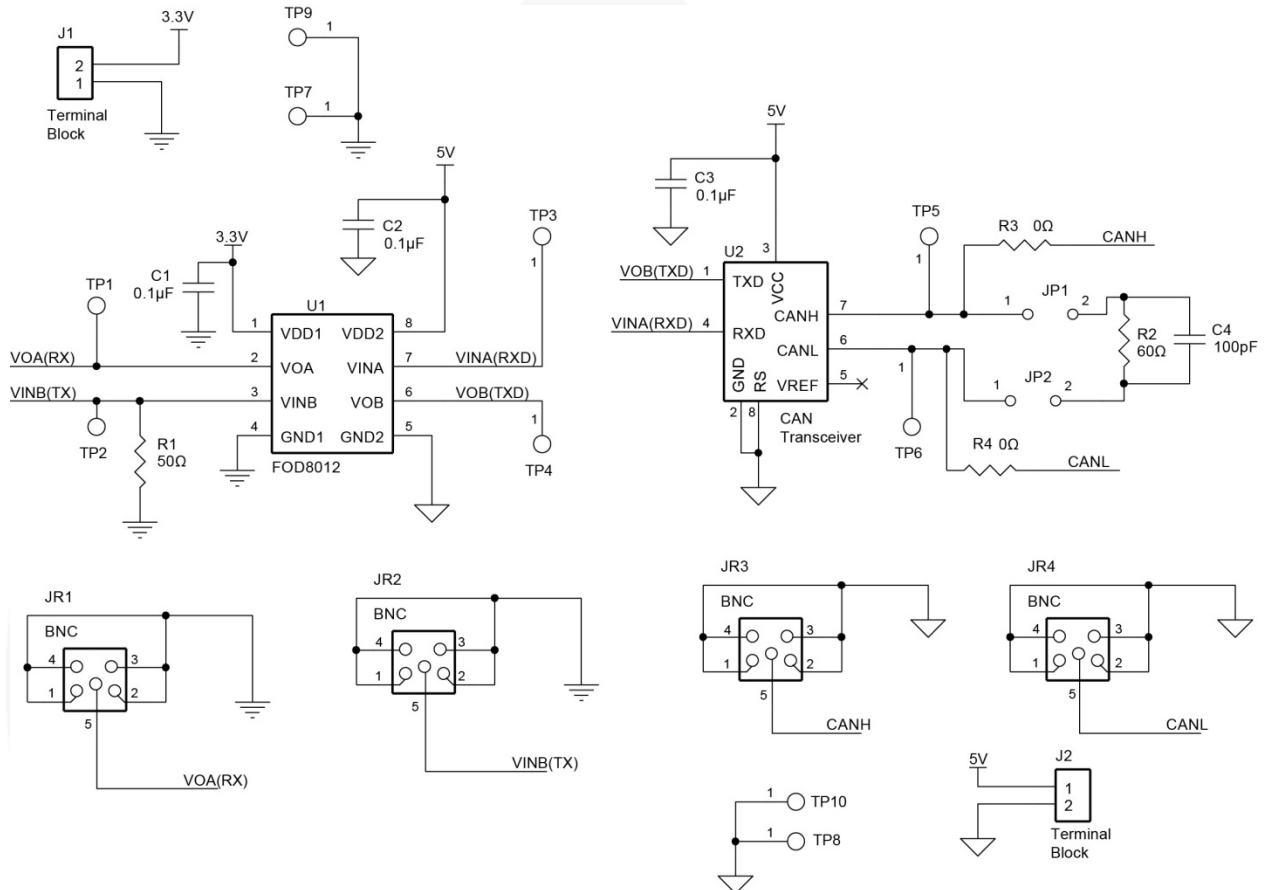 J1
3.3V
2
1
Terminal
Block
TP9
1
TP7
1
5V
C2
0.1µF
3.3V
C1
0.1µF
TP1
TP3
1
U1
1 VDD1 VDD2 8
VOA(RX) 2 VOA VINA 7 VINA(RXD)
VINB(TX) 3 VINB VOB 6 VOB(TXD)
4 GND1 GND2 5
FOD8012
TP2
R1
50Ω
1
TP4
5V
C3
0.1µF
TP5
1
R3 0Ω
CANH
U2
3
VCC
VOB(TXD) 1 TXD
VINA(RXD) 4 RXD
CANH 7
CANL 6
VREF 5
GND
RS
2 8
CAN
Transceiver
1 JP1 2
1 JP2 2
R2
60Ω
C4
100pF
1
TP6
R4 0Ω
CANL
JR1
BNC
4 3
1 2
5
VOA(RX)
JR2
BNC
4 3
1 2
5
VINB(TX)
JR3
BNC
4 3
1 2
5
CANH
JR4
BNC
4 3
1 2
5
CANL
1 TP10
1 TP8
5V
J2
1
2
Terminal
Block